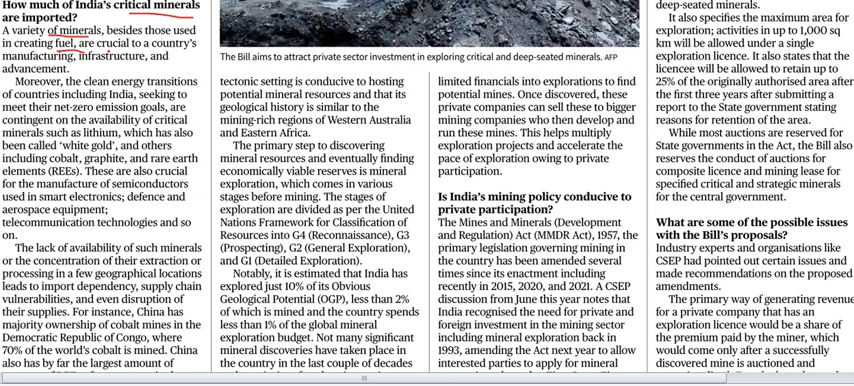 How much of India's critical minerals
are imported?
A variety of minerals, besides those used
in creating fuel, are crucial to a country's
manufacturing, infrastructure, and
advancement.
Moreover, the clean energy transitions
of countries including India, seeking to
meet their net-zero emission goals, are
contingent on the availability of critical
minerals such as lithium, which has also
been called 'white gold', and others
including cobalt, graphite, and rare earth
elements (REEs). These are also crucial
for the manufacture of semiconductors
used in smart electronics; defence and
aerospace equipment;
telecommunication technologies and so
on.
The lack of availability of such minerals
or the concentration of their extraction or
processing in a few geographical locations
leads to import dependency, supply chain
vulnerabilities, and even disruption of
their supplies. For instance, China has
majority ownership of cobalt mines in the
Democratic Republic of Congo, where
70% of the world's cobalt is mined. China
also has by far the largest amount of
The Bill aims to attract private sector investment in exploring critical and deep-seated minerals. AFP
tectonic setting is conducive to hosting
potential mineral resources and that its
geological history is similar to the
mining-rich regions of Western Australia
and Eastern Africa.
The primary step to discovering
mineral resources and eventually finding
economically viable reserves is mineral
exploration, which comes in various
stages before mining. The stages of
exploration are divided as per the United
Nations Framework for Classification of
Resources into G4 (Reconnaissance), G3
(Prospecting), G2 (General Exploration),
and G1 (Detailed Exploration).
Notably, it is estimated that India has
explored just 10% of its Obvious
Geological Potential (OGP), less than 2%
of which is mined and the country spends
less than 1% of the global mineral
exploration budget. Not many significant
mineral discoveries have taken place in
the country in the last couple of decades
limited financials into explorations to find
potential mines. Once discovered, these
private companies can sell these to bigger
mining companies who then develop and
run these mines. This helps multiply
exploration projects and accelerate the
pace of exploration owing to private
participation.
Is India's mining policy conducive to
private participation?
The Mines and Minerals (Development
and Regulation) Act (MMDR Act), 1957, the
primary legislation governing mining in
the country has been amended several
times since its enactment including
recently in 2015, 2020, and 2021. A CSEP
discussion from June this year notes that
India recognised the need for private and
foreign investment in the mining sector
including mineral exploration back in
1993, amending the Act next year to allow
interested parties to apply for mineral
deep-seated minerals.
It also specifies the maximum area for
exploration; activities in up to 1,000 sq
km will be allowed under a single
exploration licence. It also states that the
licencee will be allowed to retain up to
25% of the originally authorised area after
the first three years after submitting a
report to the State government stating
reasons for retention of the area.
While most auctions are reserved for
State governments in the Act, the Bill also
reserves the conduct of auctions for
composite licence and mining lease for
specified critical and strategic minerals
for the central government.
What are some of the possible issues
with the Bill's proposals?
Industry experts and organisations like
CSEP had pointed out certain issues and
made recommendations on the proposed
amendments.
The primary way of generating revenue
for a private company that has an
exploration licence would be a share of
the premium paid by the miner, which
would come only after a successfully
discovered mine is auctioned and